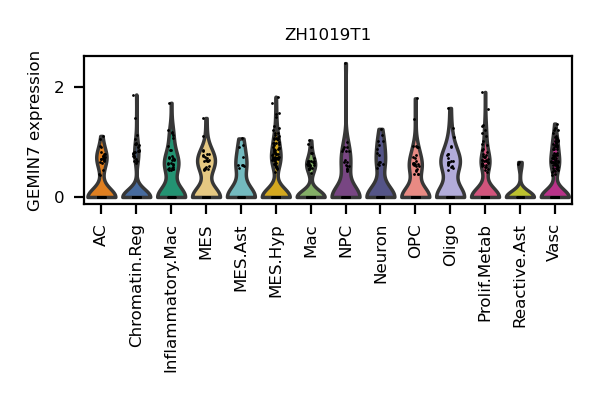 ZH1019T1
GEMIN7 expression
2
0
AC
Chromatin.Reg
Inflammatory.Mac
MES
MES.Ast
MES.Hyp
Mac
NPC
Neuron
OPC
Oligo
Prolif.Metab
Reactive.Ast
Vasc